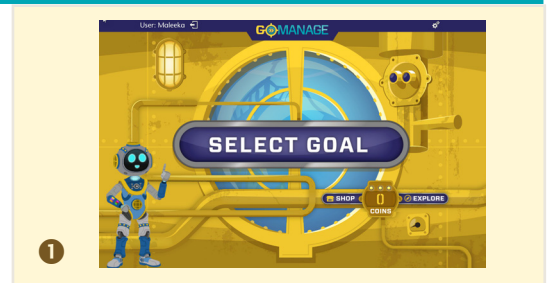 User: Maleeka
GOMANAGE
SELECT GOAL
SHOP
0
COINS
EXPLORE
1